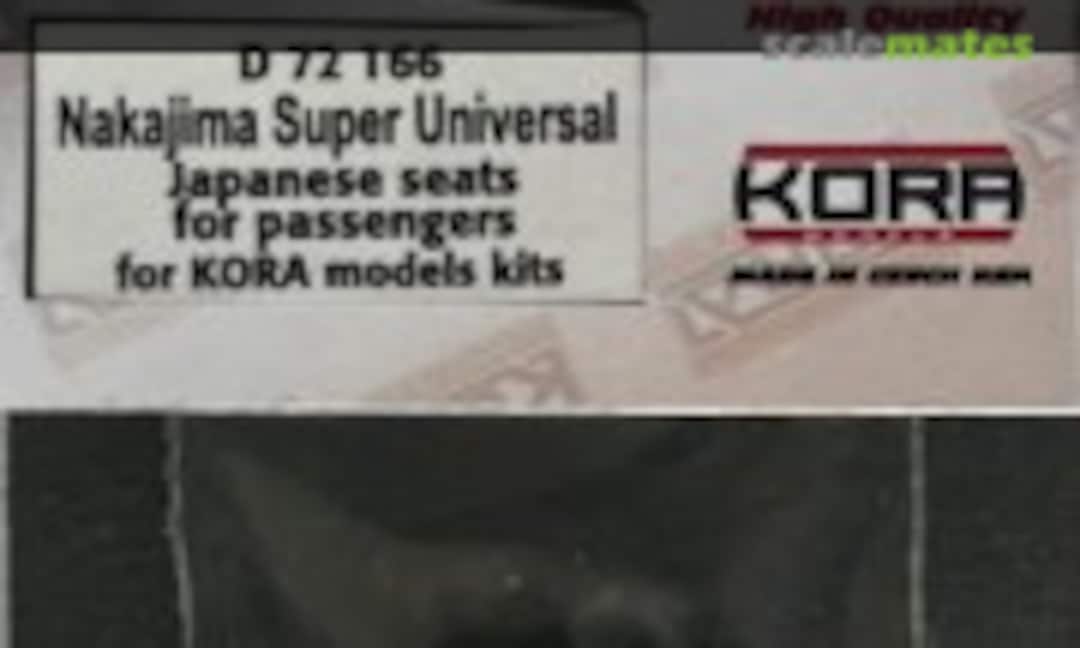 High Quality
scalemates
D 72 166
Nakajima Super Universal
Japanese seats
for passengers
for KORA models kits
KORA
MADE IN CZECH REP.